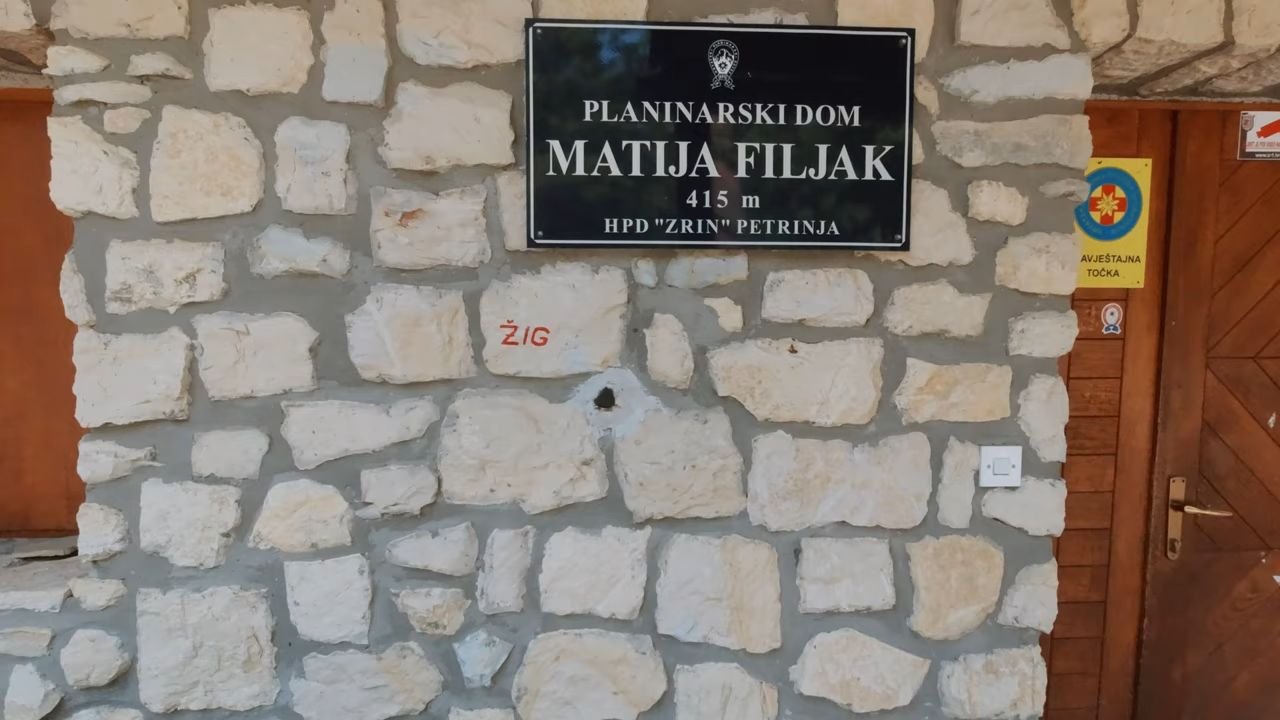 PLANINARSKI DOM
MATIJA FILJAK
415 m
HPD "ZRIN" PETRINJA
ŽIG
AVJEŠTAJNA
TOČKA